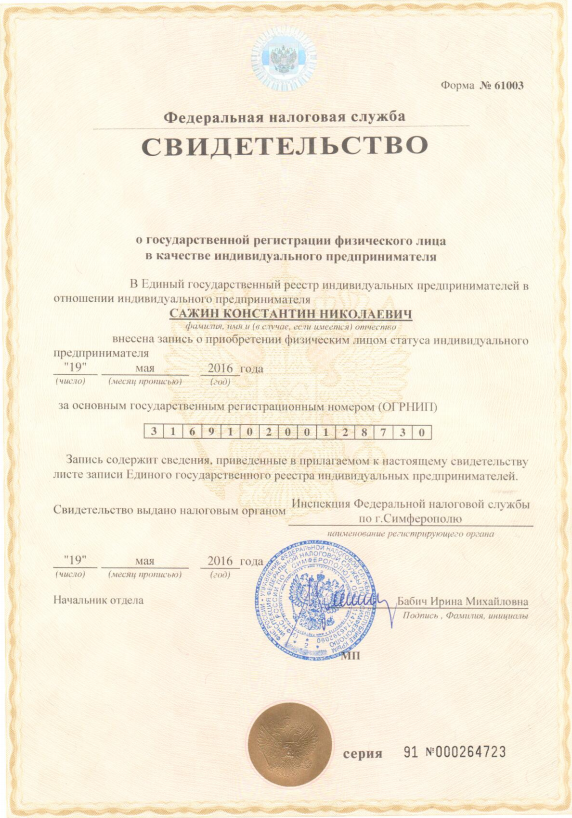 Форма № 61003
Федеральная налоговая служба
СВИДЕТЕЛЬСТВО
о государственной регистрации физического лица
в качестве индивидуального предпринимателя
В Единый государственный реестр индивидуальных предпринимателей в
отношении индивидуального предпринимателя
САЖИН КОНСТАНТИН НИКОЛАЕВИЧ
фамилия, имя и (в случае, если имеется) отчество
внесена запись о приобретении физическим лицом статуса индивидуального
предпринимателя
"19" мая 2016 года
(число) (месяц прописью) (год)
за основным государственным регистрационным номером (ОГРНИП)
3 1 6 9 1 0 2 0 0 1 2 8 7 3 0
Запись содержит сведения, приведенные в прилагаемом к настоящему свидетельству
листе записи Единого государственного реестра индивидуальных предпринимателей.
Свидетельство выдано налоговым органом Инспекция Федеральной налоговой службы
по г.Симферополю
наименование регистрирующего органа
"19" мая 2016 года
(число) (месяц прописью) (год)
Начальник отдела Бабич Ирина Михайловна
Подпись , Фамилия, инициалы
МП
серия 91 №000264723